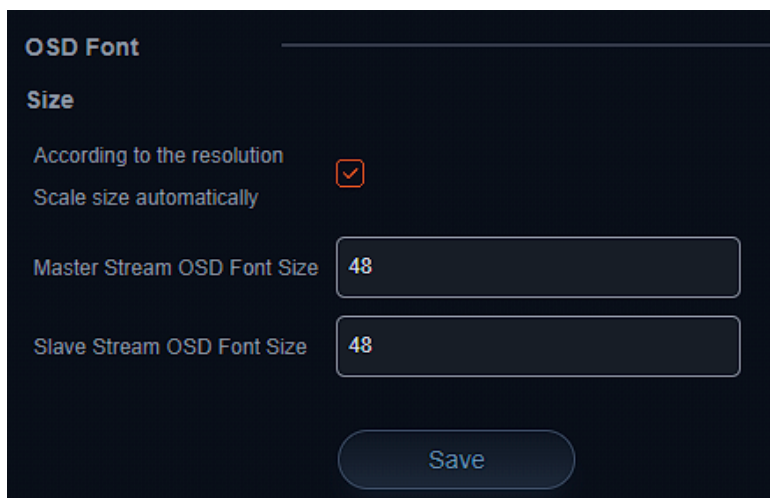 OSD Font
Size
According to the resolution
Scale size automatically
Master Stream OSD Font Size
48
Slave Stream OSD Font Size
48
Save